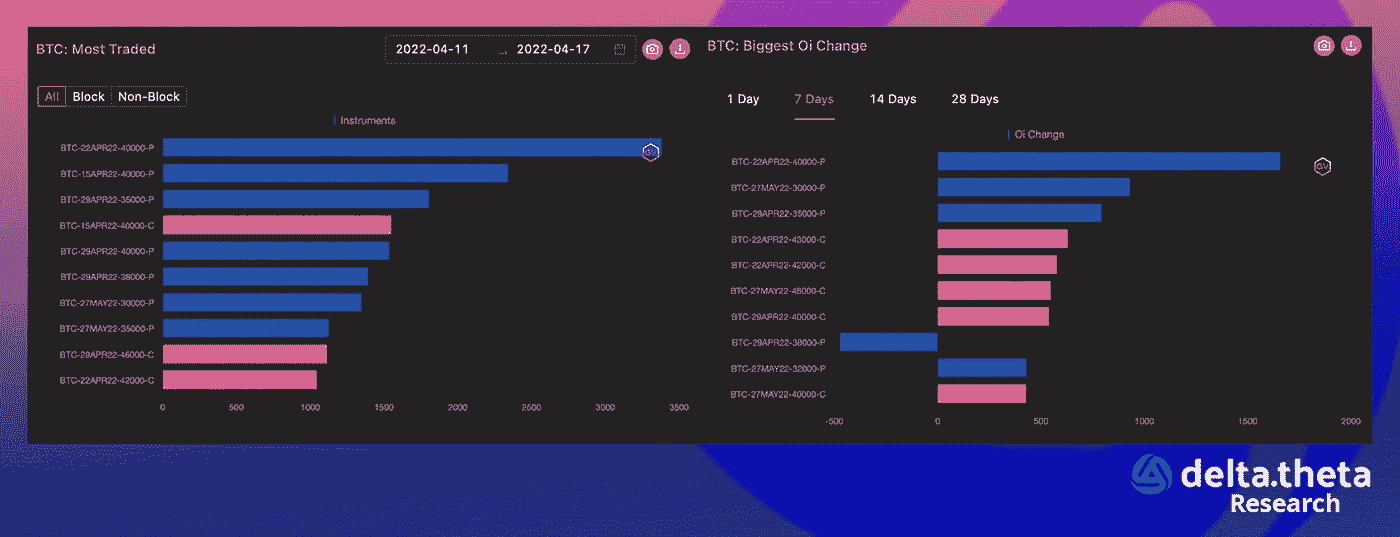 BTC: Most Traded
2022-04-11 → 2022-04-17
All Block Non-Block
Instruments
BTC-22APR22-40000-P
BTC-15APR22-40000-P
BTC-29APR22-35000-P
BTC-15APR22-40000-C
BTC-29APR22-40000-P
BTC-29APR22-38000-P
BTC-27MAY22-30000-P
BTC-27MAY22-35000-P
BTC-29APR22-46000-C
BTC-22APR22-42000-C
0 500 1000 1500 2000 2500 3000 3500
GV
BTC: Biggest Oi Change
1 Day 7 Days 14 Days 28 Days
Oi Change
BTC-22APR22-40000-P
BTC-27MAY22-30000-P
BTC-29APR22-35000-P
BTC-22APR22-43000-C
BTC-22APR22-42000-C
BTC-27MAY22-48000-C
BTC-29APR22-40000-C
BTC-29APR22-38000-P
BTC-27MAY22-32000-P
BTC-27MAY22-40000-C
-500 0 500 1000 1500 2000
GV
delta.theta
Research